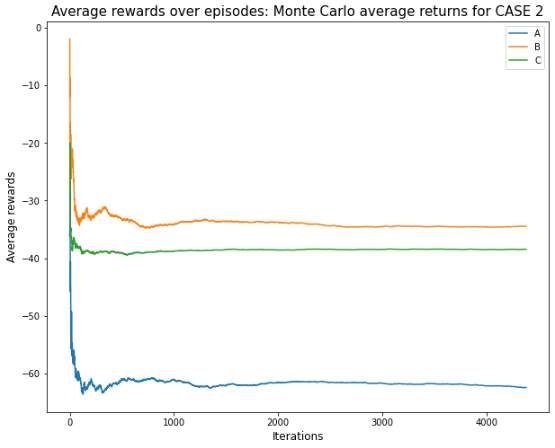 Average rewards over episodes: Monte Carlo average returns for CASE 2
A
B
C
0
−10
−20
−30
−40
−50
−60
Average rewards
0
1000
2000
3000
4000
Iterations